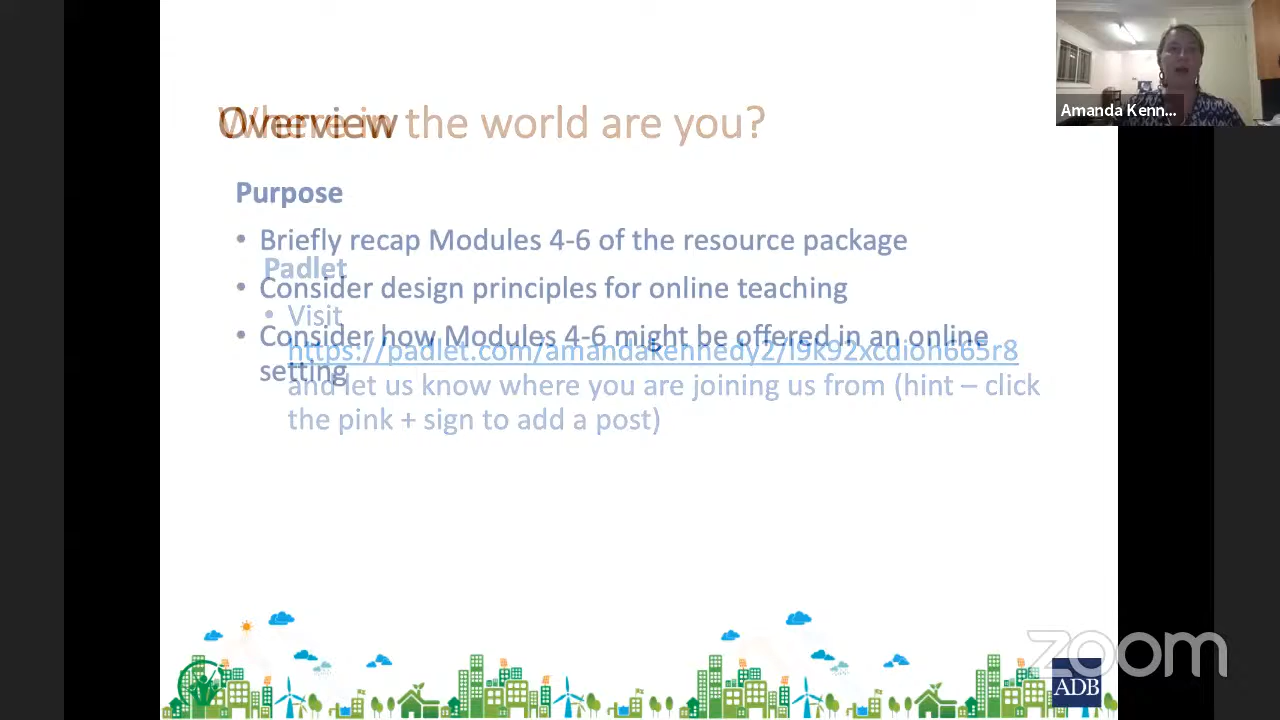 Amanda Kenn...
Overview
Where in the world are you?
Purpose
• Briefly recap Modules 4-6 of the resource package
• Consider design principles for online teaching
• Consider how Modules 4-6 might be offered in an online
setting
Padlet
• Visit
https://padlet.com/amandakennedy2/
and let us know where you are joining us from (hint – click
the pink + sign to add a post)
zoom
ADB